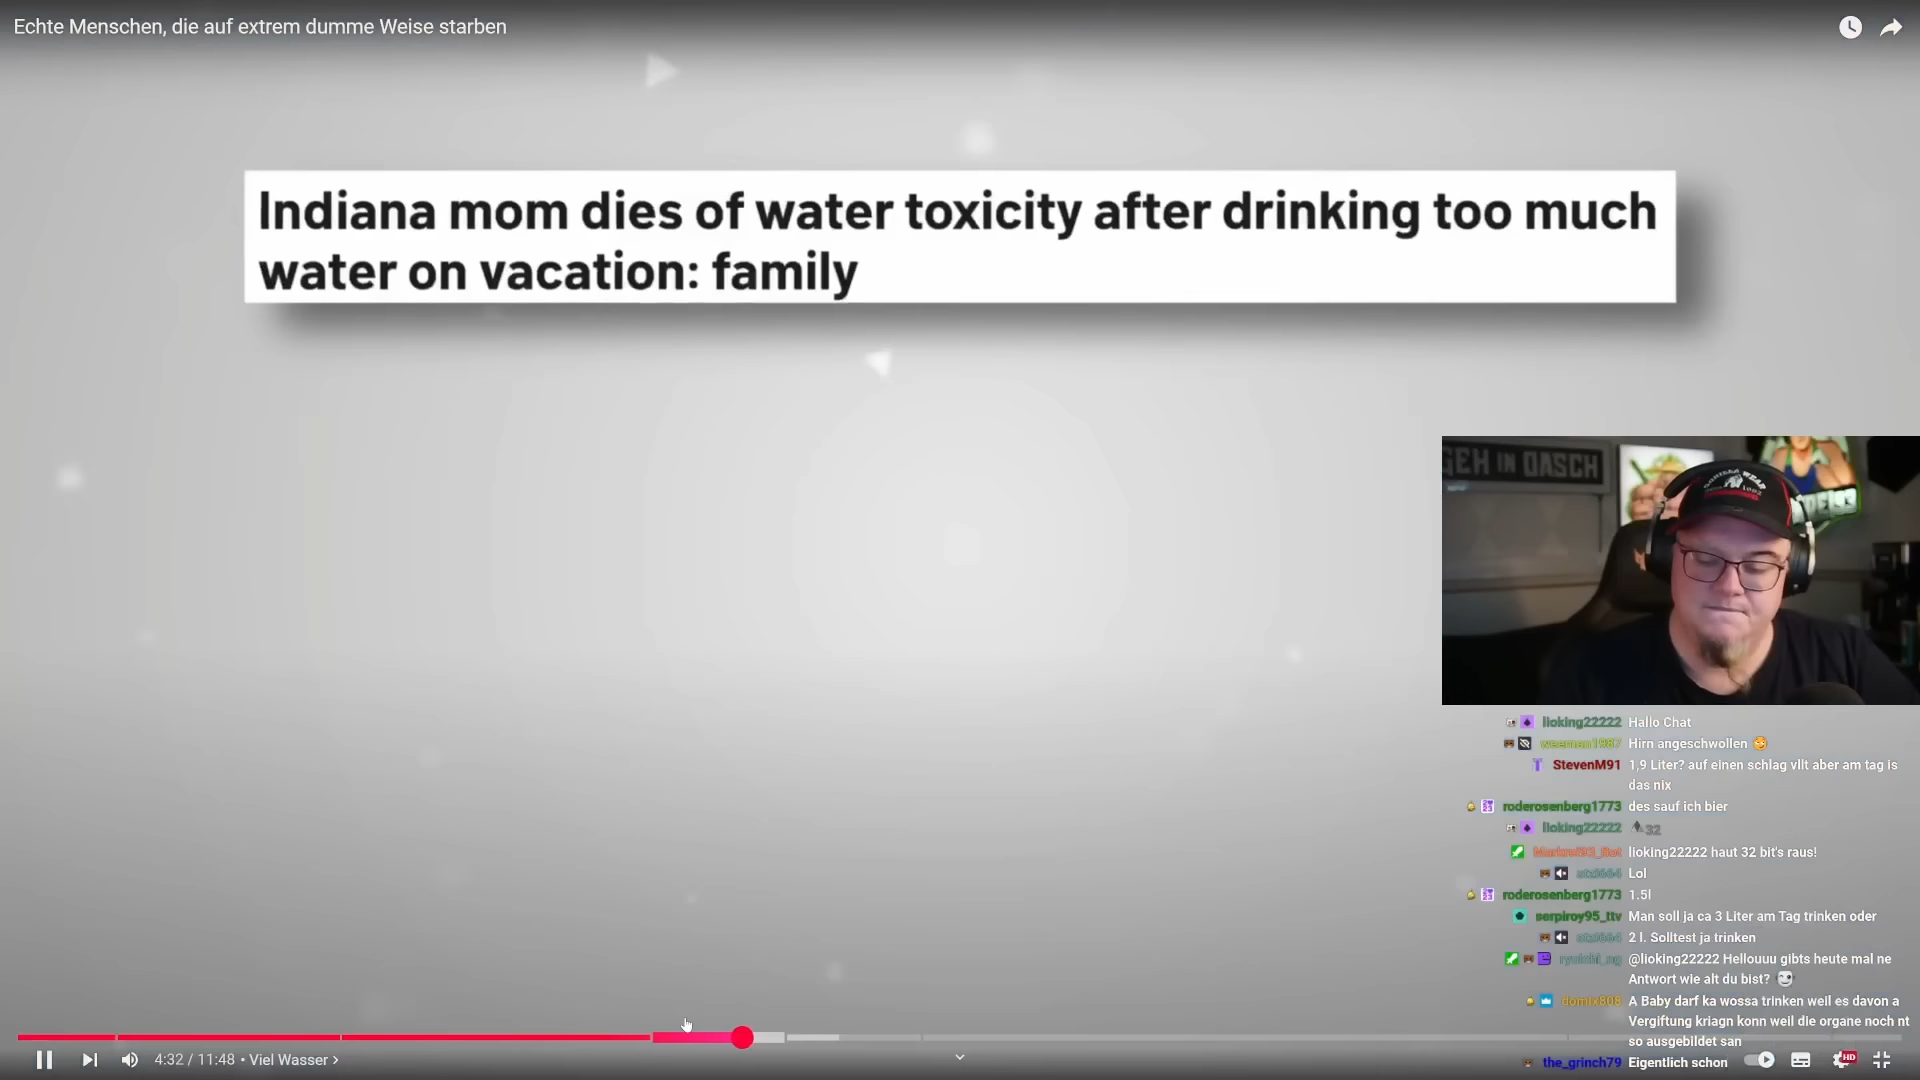 Echte Menschen, die auf extrem dumme Weise starben
Indiana mom dies of water toxicity after drinking too much
water on vacation: family
GEH IN OASCH
GORILLA WEAR
lioking22222 Hallo Chat
weeman1987 Hirn angeschwollen
StevenM91 1,9 Liter? auf einen schlag vllt aber am tag is
das nix
roderosenberg1773 des sauf ich bier
lioking22222 32
lioking22222 haut 32 bit's raus!
Lol
roderosenberg1773 1.5l
serpiroy95_ttv Man soll ja ca 3 Liter am Tag trinken oder
2 l. Solltest ja trinken
@lioking22222 Hellouuu gibts heute mal ne
Antwort wie alt du bist?
domix808 A Baby darf ka wossa trinken weil es davon a
Vergiftung kriagn konn weil die organe noch nt
so ausgebildet san
the_grinch79 Eigentlich schon
4:32 / 11:48 • Viel Wasser
HD